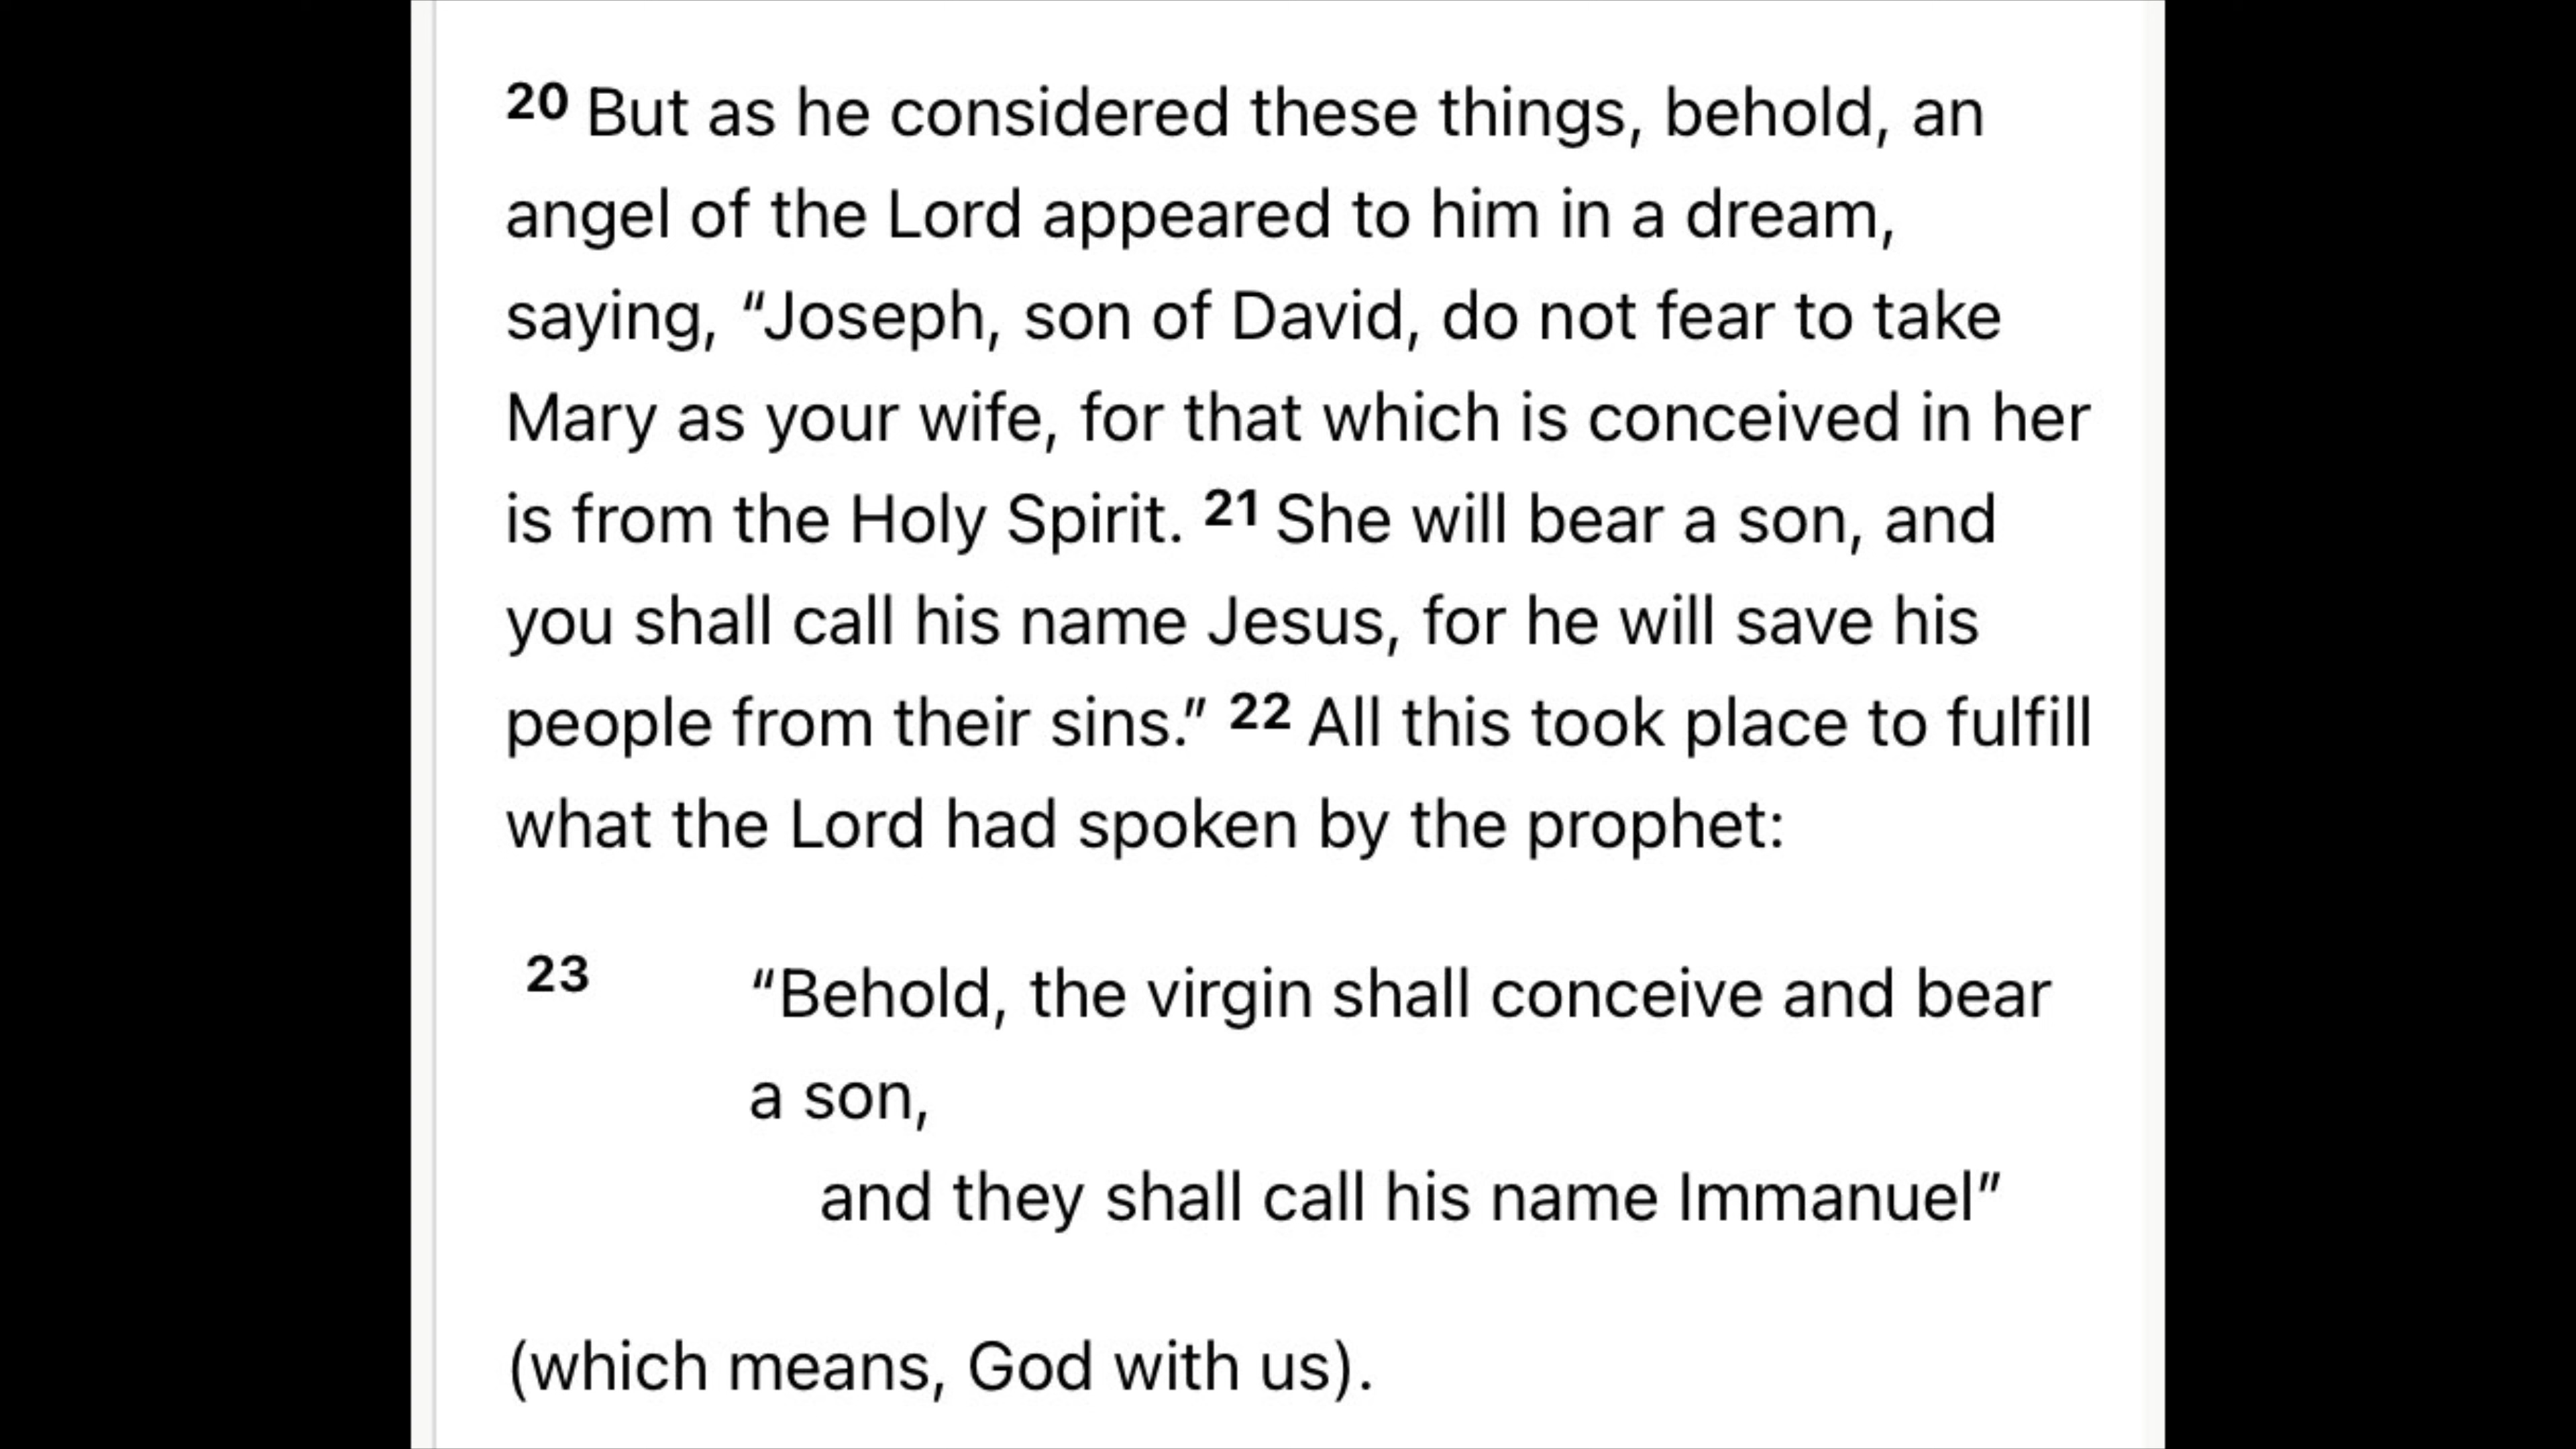 20 But as he considered these things, behold, an
angel of the Lord appeared to him in a dream,
saying, “Joseph, son of David, do not fear to take
Mary as your wife, for that which is conceived in her
is from the Holy Spirit. 21 She will bear a son, and
you shall call his name Jesus, for he will save his
people from their sins.” 22 All this took place to fulfill
what the Lord had spoken by the prophet:
23 “Behold, the virgin shall conceive and bear
a son,
and they shall call his name Immanuel”
(which means, God with us).